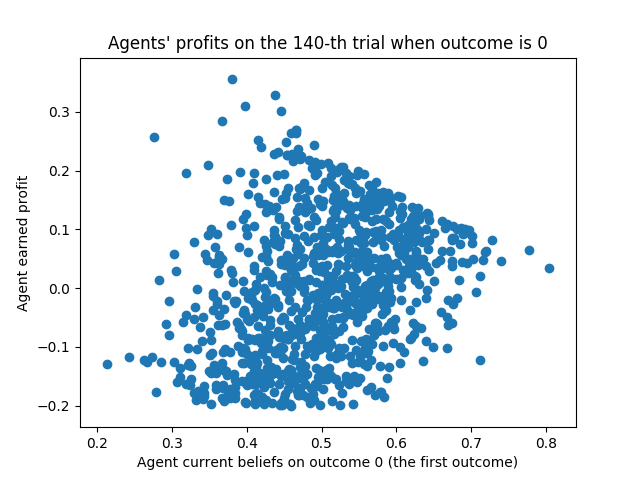 Agents' profits on the 140-th trial when outcome is 0
0.3
0.2
0.1
0.0
−0.1
−0.2
Agent earned profit
0.2 0.3 0.4 0.5 0.6 0.7 0.8
Agent current beliefs on outcome 0 (the first outcome)